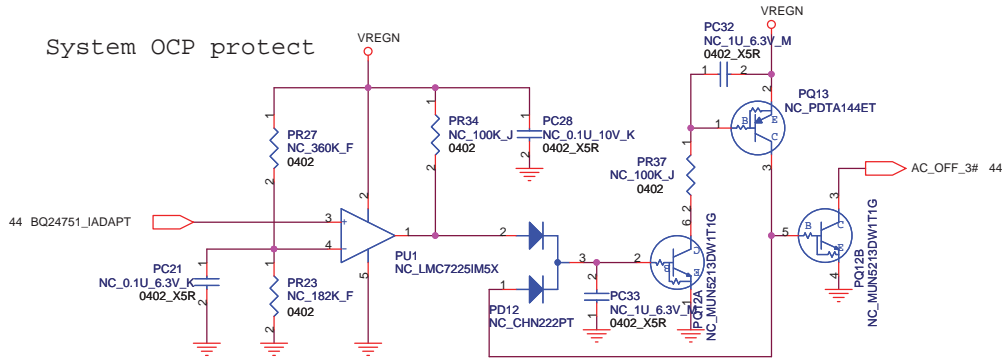 System OCP protect
VREGN
VREGN
PC32
NC_1U_6.3V_M
0402_X5R
1 2
2
PQ13
NC_PDTA144ET
1
B
E
C
3
1
PR27
NC_360K_F
0402
2
1
PR34
NC_100K_J
0402
2
1
PC28
NC_0.1U_10V_K
0402_X5R
2
1
PR37
NC_100K_J
0402
2
AC_OFF_3# 44
44 BQ24751_IADAPT
3
+
4
-
2
5
1
PU1
NC_LMC7225IM5X
2
3
1
PD12
NC_CHN222PT
1
PC21
NC_0.1U_6.3V_K
0402_X5R
2
1
PR23
NC_182K_F
0402
2
1
PC33
NC_1U_6.3V_M
0402_X5R
2
6
2
B
C
E
1
PQ12A
NC_MUN5213DW1T1G
3
5
B
C
E
4
PQ12B
NC_MUN5213DW1T1G